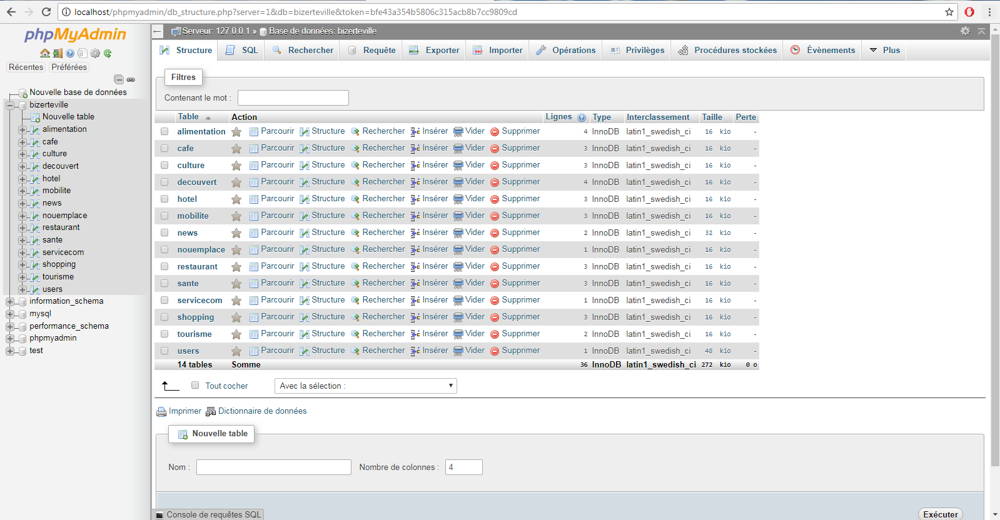 localhost/phpmyadmin/db_structure.php?server=1&db=bizerteville&token=bfe43a354b5806c315acb8b7cc9809cd
phpMyAdmin
Récentes Préférées
Nouvelle base de données
bizerteville
Nouvelle table
alimentation
cafe
culture
decouvert
hotel
mobilite
news
nouemplace
restaurant
sante
servicecom
shopping
tourisme
users
information_schema
mysql
performance_schema
phpmyadmin
test
Serveur: 127.0.0.1 » Base de données: bizerteville
Structure SQL Rechercher Requête Exporter Importer Opérations Privilèges Procédures stockées Évènements Plus
Filtres
Contenant le mot :
Table Action Lignes Type Interclassement Taille Perte
alimentation Parcourir Structure Rechercher Insérer Vider Supprimer 4 InnoDB latin1_swedish_ci 16 kio -
cafe Parcourir Structure Rechercher Insérer Vider Supprimer 3 InnoDB latin1_swedish_ci 16 kio -
culture Parcourir Structure Rechercher Insérer Vider Supprimer 3 InnoDB latin1_swedish_ci 16 kio -
decouvert Parcourir Structure Rechercher Insérer Vider Supprimer 4 InnoDB latin1_swedish_ci 16 kio -
hotel Parcourir Structure Rechercher Insérer Vider Supprimer 3 InnoDB latin1_swedish_ci 16 kio -
mobilite Parcourir Structure Rechercher Insérer Vider Supprimer 3 InnoDB latin1_swedish_ci 16 kio -
news Parcourir Structure Rechercher Insérer Vider Supprimer 2 InnoDB latin1_swedish_ci 32 kio -
nouemplace Parcourir Structure Rechercher Insérer Vider Supprimer 1 InnoDB latin1_swedish_ci 16 kio -
restaurant Parcourir Structure Rechercher Insérer Vider Supprimer 3 InnoDB latin1_swedish_ci 16 kio -
sante Parcourir Structure Rechercher Insérer Vider Supprimer 3 InnoDB latin1_swedish_ci 16 kio -
servicecom Parcourir Structure Rechercher Insérer Vider Supprimer 1 InnoDB latin1_swedish_ci 16 kio -
shopping Parcourir Structure Rechercher Insérer Vider Supprimer 3 InnoDB latin1_swedish_ci 16 kio -
tourisme Parcourir Structure Rechercher Insérer Vider Supprimer 2 InnoDB latin1_swedish_ci 16 kio -
users Parcourir Structure Rechercher Insérer Vider Supprimer 1 InnoDB latin1_swedish_ci 48 kio -
14 tables Somme 36 InnoDB latin1_swedish_ci 272 kio 0 o
Tout cocher Avec la sélection :
Imprimer Dictionnaire de données
Nouvelle table
Nom : Nombre de colonnes : 4
Console de requêtes SQL
Exécuter